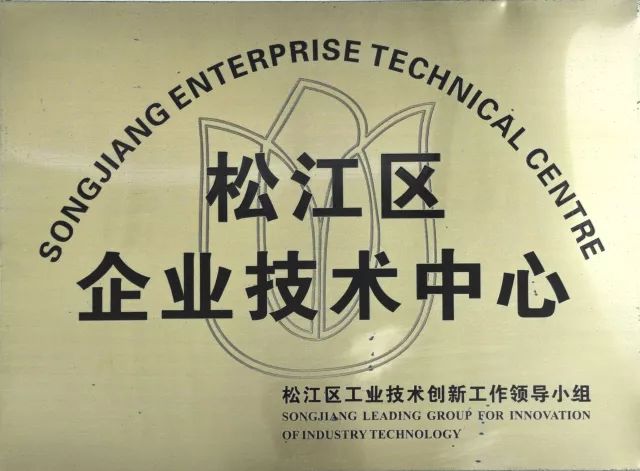 SONGJIANG ENTERPRISE TECHNICAL CENTRE
松江区
企业技术中心
松江区工业技术创新工作领导小组
SONGJIANG LEADING GROUP FOR INNOVATION
OF INDUSTRY TECHNOLOGY